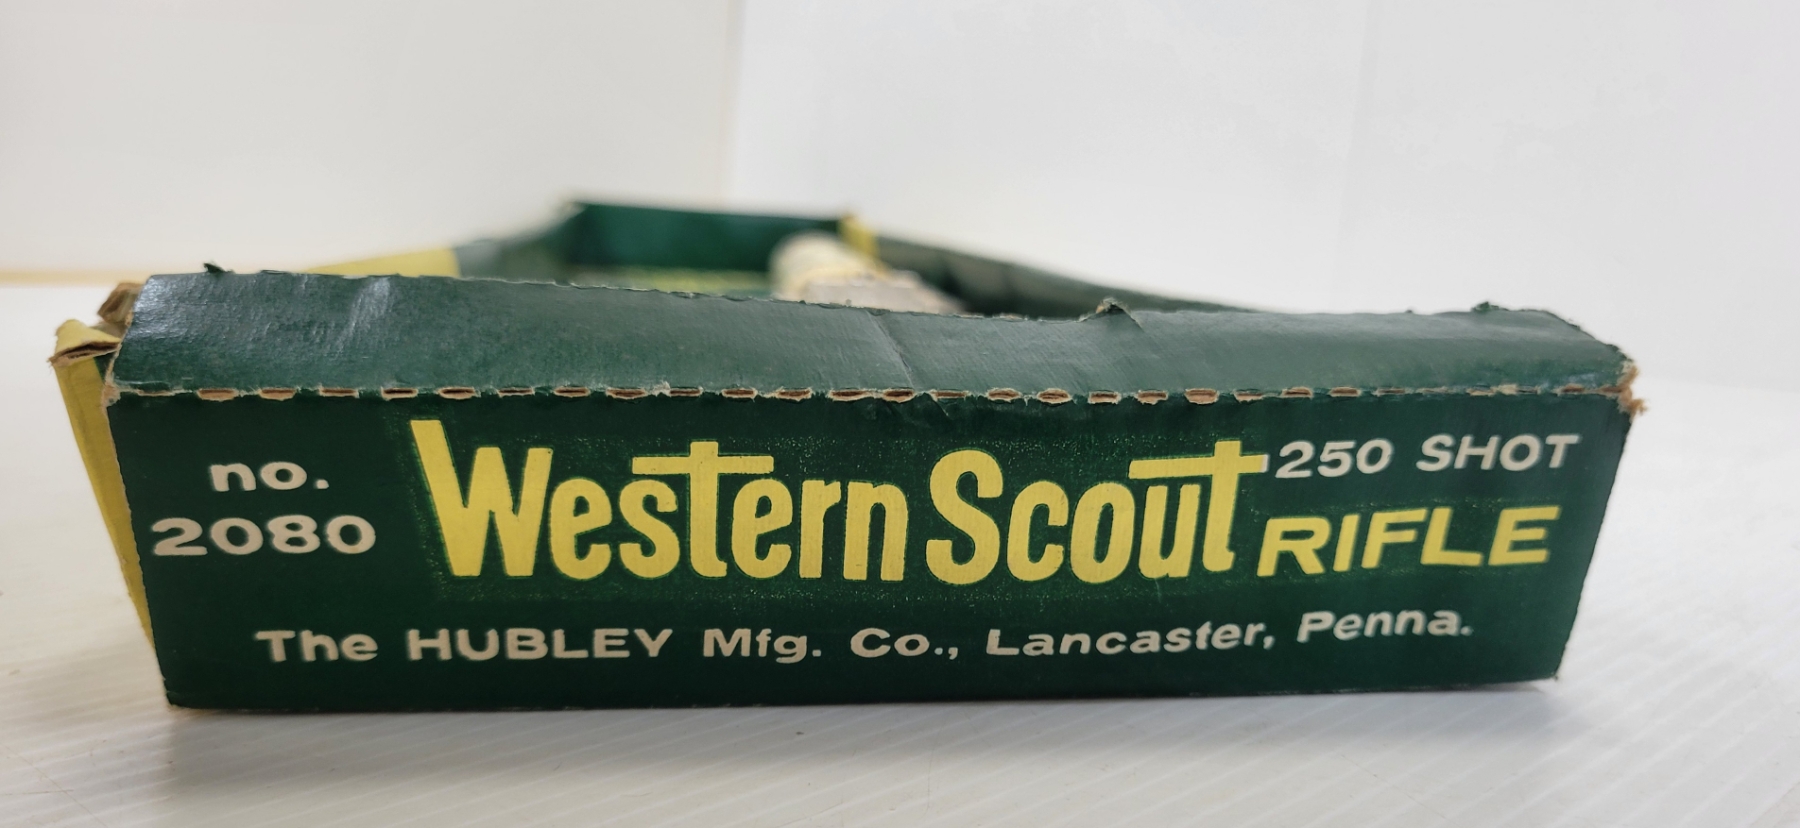 no.
2080
Western Scout
250 SHOT
RIFLE
The HUBLEY Mfg. Co., Lancaster, Penna.